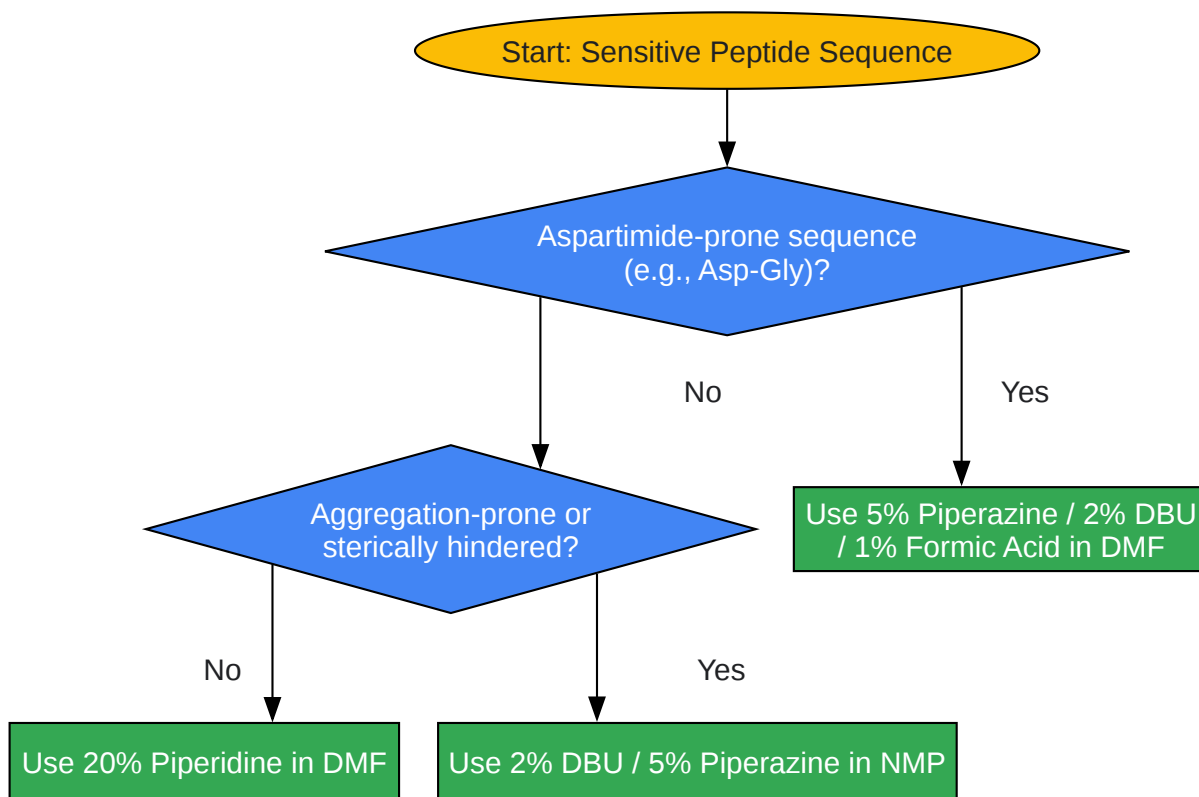 Start: Sensitive Peptide Sequence
Aspartimide-prone sequence
(e.g., Asp-Gly)?
No
Yes
Aggregation-prone or
sterically hindered?
Use 5% Piperazine / 2% DBU
/ 1% Formic Acid in DMF
No
Yes
Use 20% Piperidine in DMF
Use 2% DBU / 5% Piperazine in NMP